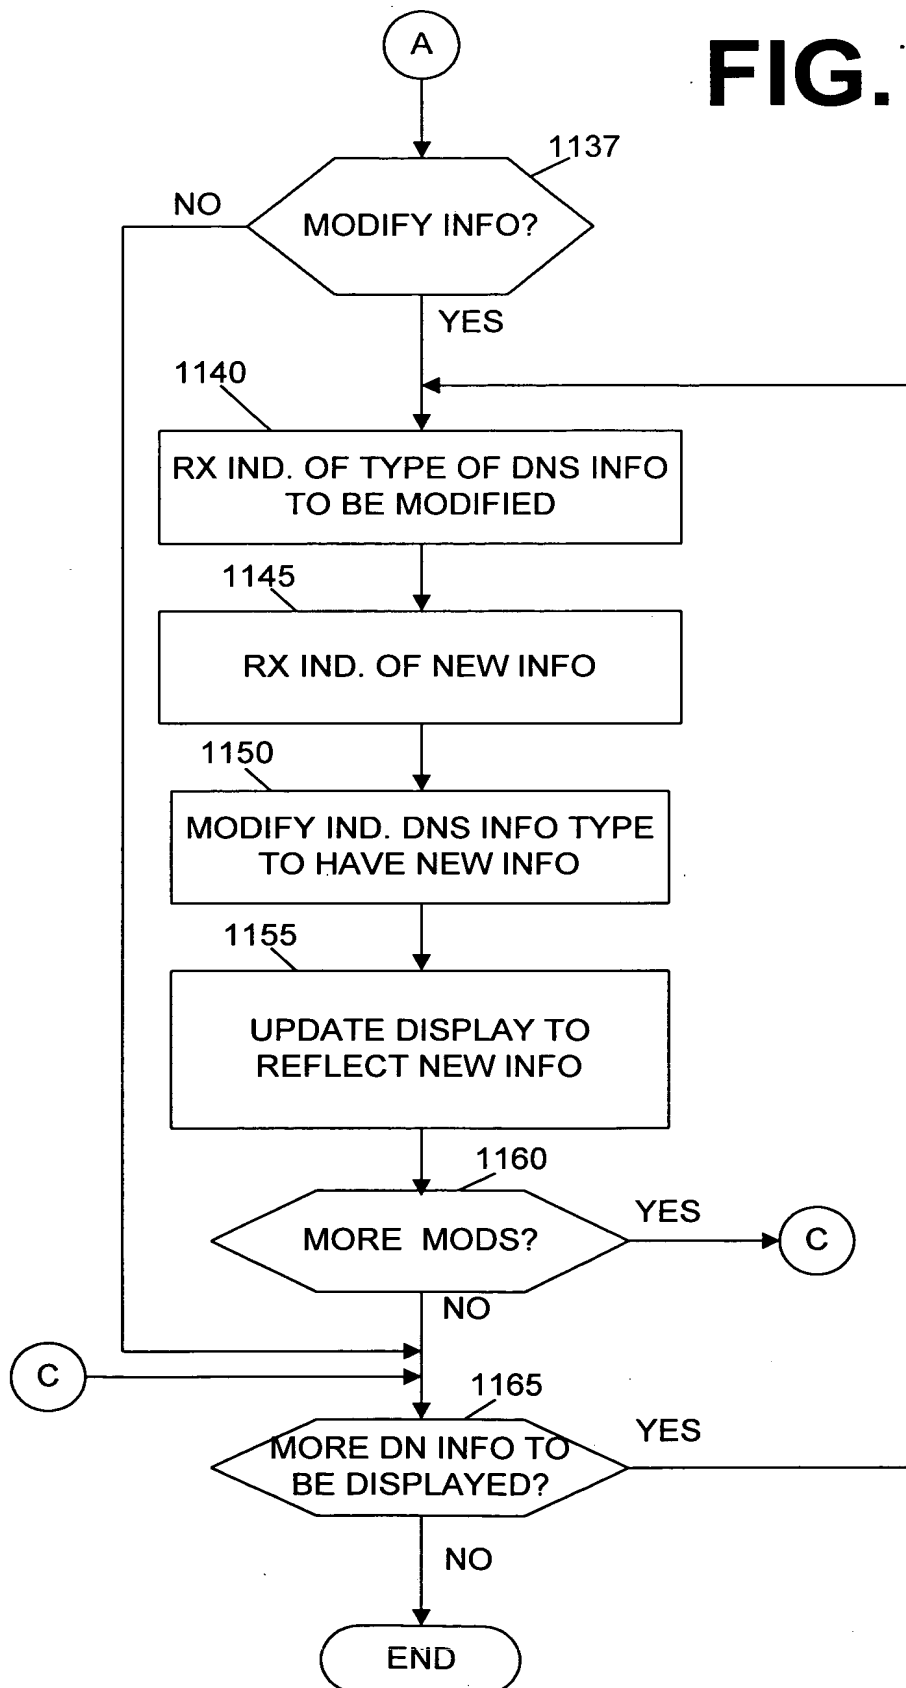 A
FIG.
1137
NO
MODIFY INFO?
YES
1140
RX IND. OF TYPE OF DNS INFO
TO BE MODIFIED
1145
RX IND. OF NEW INFO
1150
MODIFY IND. DNS INFO TYPE
TO HAVE NEW INFO
1155
UPDATE DISPLAY TO
REFLECT NEW INFO
1160
MORE MODS?
YES
C
NO
C
1165
MORE DN INFO TO
BE DISPLAYED?
YES
NO
END